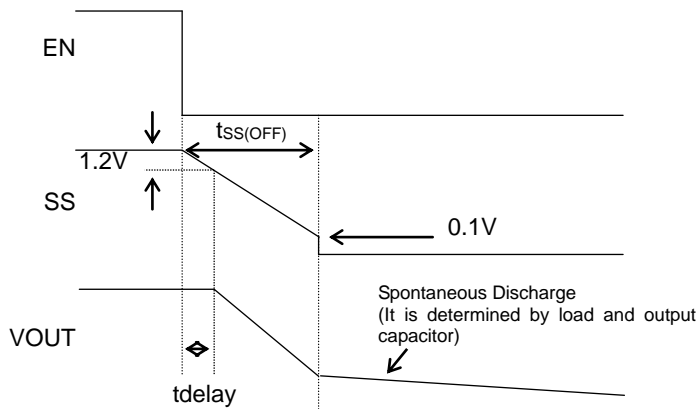 EN
tSS(OFF)
1.2V
SS
0.1V
Spontaneous Discharge
(It is determined by load and output
capacitor)
VOUT
tdelay